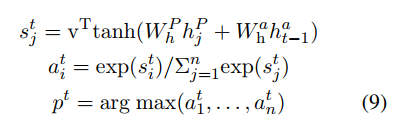 s_j^t = v^T tanh(W_h^P h_j^P + W_h^a h_{t-1}^a)
a_i^t = exp(s_i^t)/Σ_{j=1}^n exp(s_j^t)
p^t = arg max(a_1^t, . . . , a_n^t) (9)